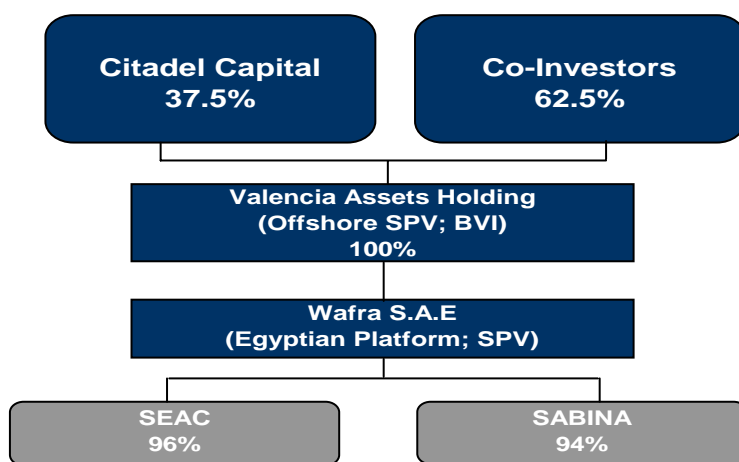 Citadel Capital
37.5%
Co-Investors
62.5%
Valencia Assets Holding
(Offshore SPV; BVI)
100%
Wafra S.A.E
(Egyptian Platform; SPV)
SEAC
96%
SABINA
94%